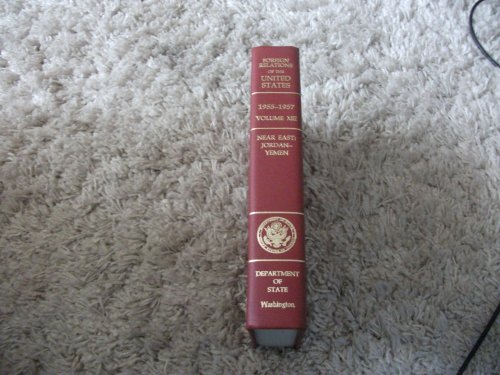 FOREIGN
RELATIONS
OF THE
UNITED
STATES
1955–1957
VOLUME XIII
NEAR EAST:
JORDAN–
YEMEN
DEPARTMENT
OF
STATE
Washington